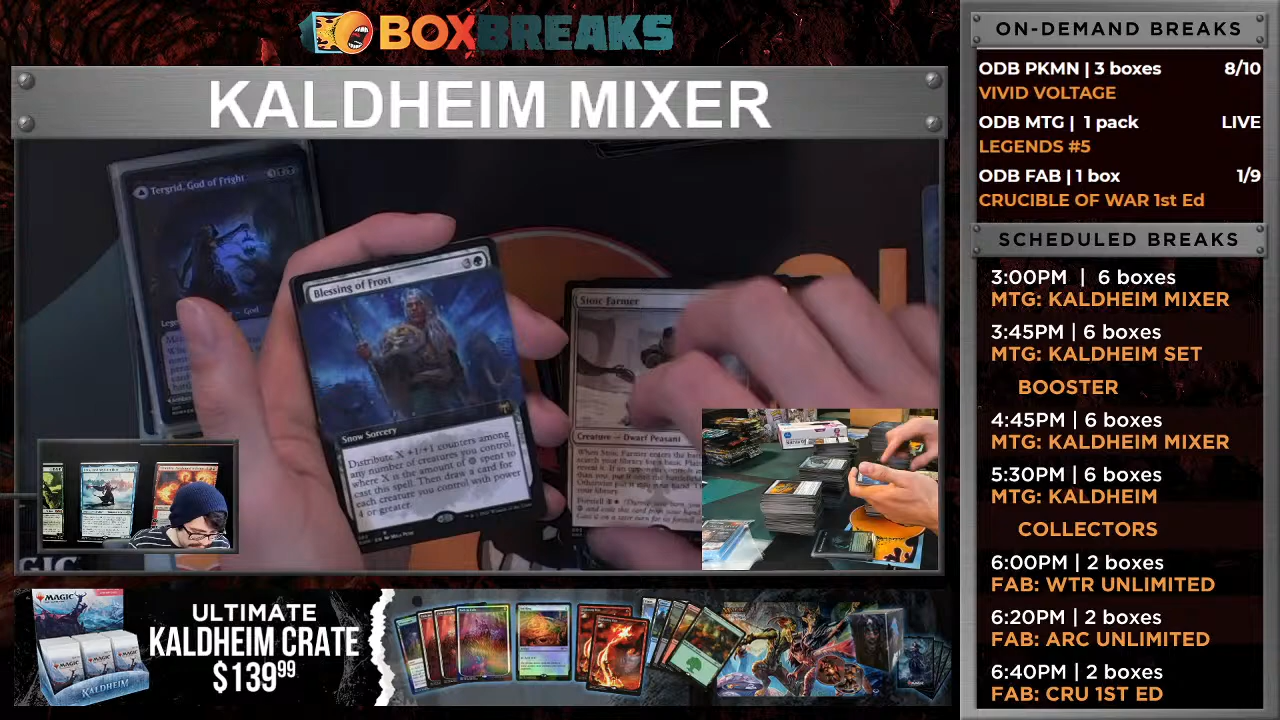 BOXBREAKS
KALDHEIM MIXER
Tergrid, God of Fright
Blessing of Frost
Snow Sorcery
Distribute X +1/+1 counters among
any number of creatures you control,
where X is the amount of spent to
cast this spell. Then draw a card for
each creature you control with power
4 or greater.
Stoic Farmer
Creature — Dwarf Peasant
When Stoic Farmer enters the
MAGIC
KALDHEIM
ULTIMATE
KALDHEIM CRATE
$139.99
ON-DEMAND BREAKS
ODB PKMN | 3 boxes 8/10
VIVID VOLTAGE
ODB MTG | 1 pack LIVE
LEGENDS #5
ODB FAB | 1 box 1/9
CRUCIBLE OF WAR 1st Ed
SCHEDULED BREAKS
3:00PM | 6 boxes
MTG: KALDHEIM MIXER
3:45PM | 6 boxes
MTG: KALDHEIM SET
BOOSTER
4:45PM | 6 boxes
MTG: KALDHEIM MIXER
5:30PM | 6 boxes
MTG: KALDHEIM
COLLECTORS
6:00PM | 2 boxes
FAB: WTR UNLIMITED
6:20PM | 2 boxes
FAB: ARC UNLIMITED
6:40PM | 2 boxes
FAB: CRU 1ST ED